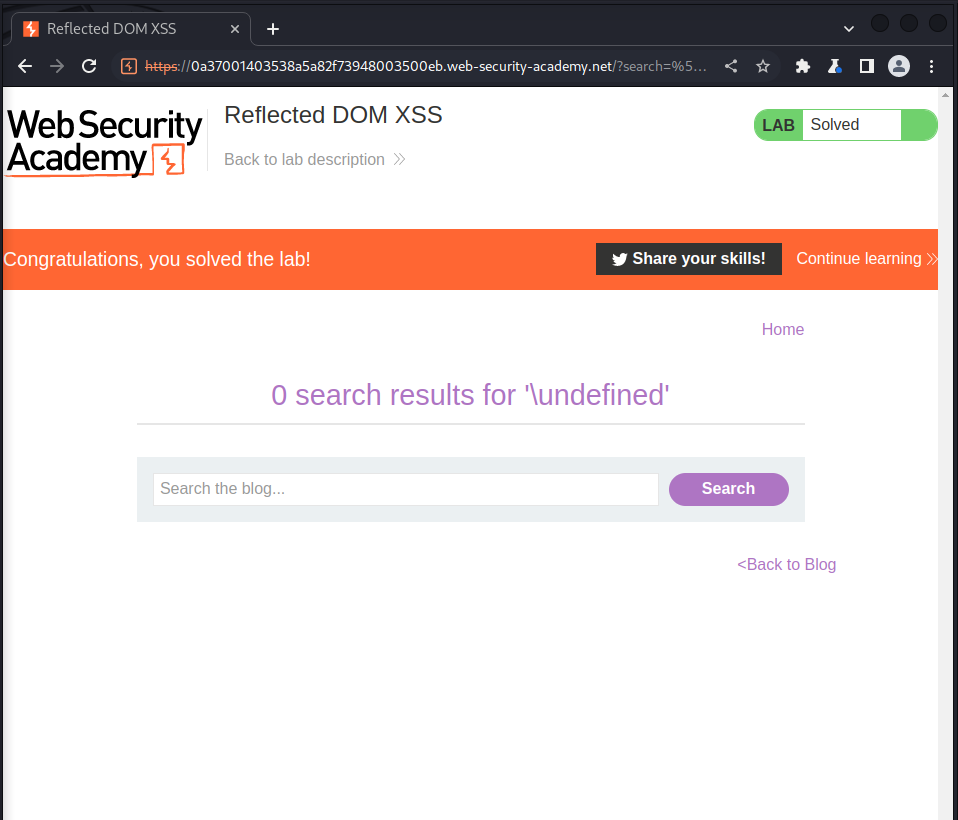 Reflected DOM XSS
https://0a37001403538a5a82f73948003500eb.web-security-academy.net/?search=%5...
Web Security
Academy
Reflected DOM XSS
Back to lab description
LAB Solved
Congratulations, you solved the lab!
Share your skills!
Continue learning
Home
0 search results for '\undefined'
Search the blog...
Search
<Back to Blog